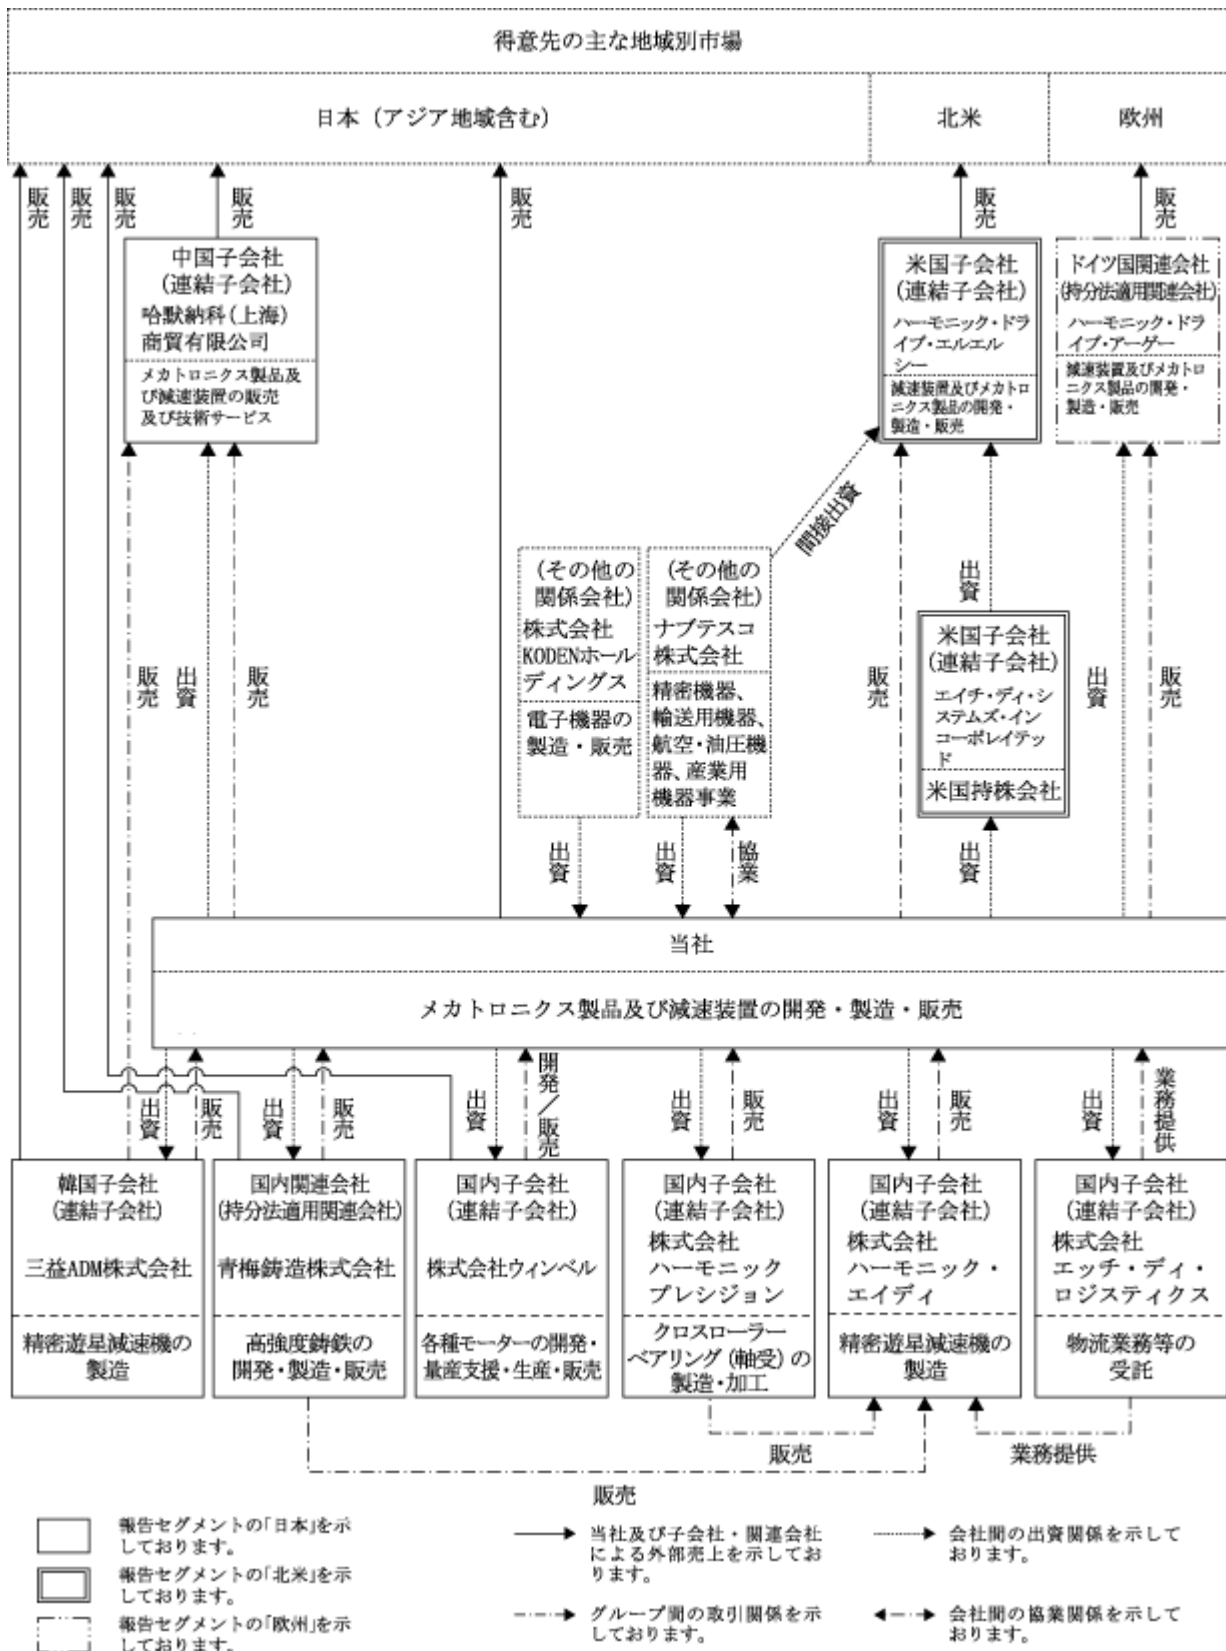 得意先の主な地域別市場
日本（アジア地域含む）
北米
欧州
販売
販売
販売
販売
販売
販売
販売
中国子会社
(連結子会社)
哈默納科(上海)
商貿有限公司
メカトロニクス製品及
び減速装置の販売
及び技術サービス
米国子会社
(連結子会社)
ハーモニック・ドラ
イブ・エルエル
シー
減速装置及びメカトロ
ニクス製品の開発・
製造・販売
ドイツ国関連会社
(持分法適用関連会社)
ハーモニック・ドラ
イブ・アーゲー
減速装置及びメカトロ
ニクス製品の開発・
製造・販売
間接出資
(その他の
関係会社)
株式会社
KODENホール
ディングス
電子機器の
製造・販売
(その他の
関係会社)
ナブテスコ
株式会社
精密機器、
輸送用機器、
航空・油圧機
器、産業用
機器事業
出資
米国子会社
(連結子会社)
エイチ・ディ・シ
ステムズ・イン
コーポレイテッ
ド
米国持株会社
販売
出資
販売
販売
出資
販売
出資
出資
協業
出資
当社
メカトロニクス製品及び減速装置の開発・製造・販売
出資
販売
出資
販売
出資
開発／販売
出資
販売
出資
販売
出資
業務提供
韓国子会社
(連結子会社)
三益ADM株式会社
精密遊星減速機の
製造
国内関連会社
(持分法適用関連会社)
青梅鋳造株式会社
高強度鋳鉄の
開発・製造・販売
国内子会社
(連結子会社)
株式会社ウィンベル
各種モーターの開発・
量産支援・生産・販売
国内子会社
(連結子会社)
株式会社
ハーモニック
プレシジョン
クロスローラー
ベアリング(軸受)の
製造・加工
国内子会社
(連結子会社)
株式会社
ハーモニック・
エイディ
精密遊星減速機の
製造
国内子会社
(連結子会社)
株式会社
エッチ・ディ・
ロジスティクス
物流業務等の
受託
販売
業務提供
販売
報告セグメントの「日本」を示
しております。
報告セグメントの「北米」を示
しております。
報告セグメントの「欧州」を示
しております。
当社及び子会社・関連会社
による外部売上を示してお
ります。
グループ間の取引関係を示
しております。
会社間の出資関係を示して
おります。
会社間の協業関係を示して
おります。